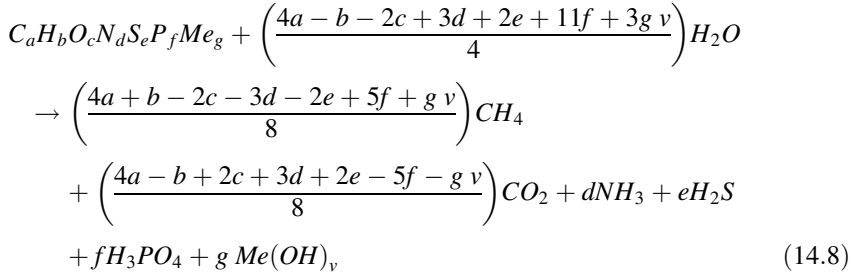 C_aH_bO_cN_dS_eP_fMe_g + ((4a − b − 2c + 3d + 2e + 11f + 3g v)/4)H_2O
→ ((4a + b − 2c − 3d − 2e + 5f + g v)/8)CH_4
+ ((4a − b + 2c + 3d + 2e − 5f − g v)/8)CO_2 + dNH_3 + eH_2S
+ fH_3PO_4 + g Me(OH)_v (14.8)